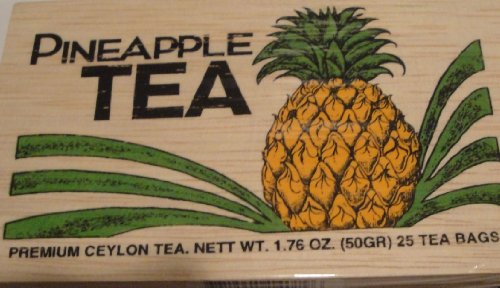 PINEAPPLE
TEA
PREMIUM CEYLON TEA. NETT WT. 1.76 OZ. (50GR) 25 TEA BAGS